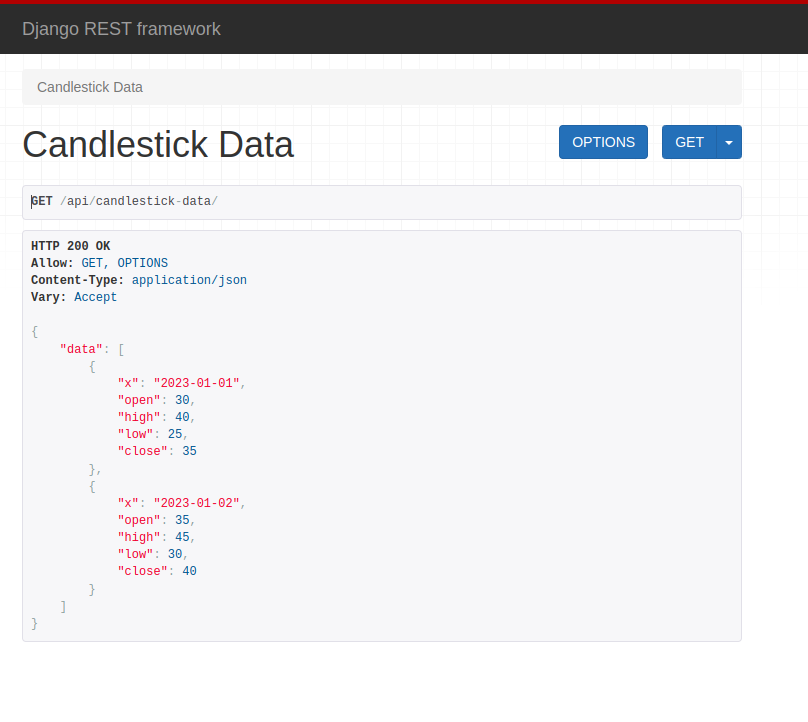 Django REST framework
Candlestick Data
Candlestick Data
OPTIONS
GET
GET /api/candlestick-data/
HTTP 200 OK
Allow: GET, OPTIONS
Content-Type: application/json
Vary: Accept
{
    "data": [
        {
            "x": "2023-01-01",
            "open": 30,
            "high": 40,
            "low": 25,
            "close": 35
        },
        {
            "x": "2023-01-02",
            "open": 35,
            "high": 45,
            "low": 30,
            "close": 40
        }
    ]
}